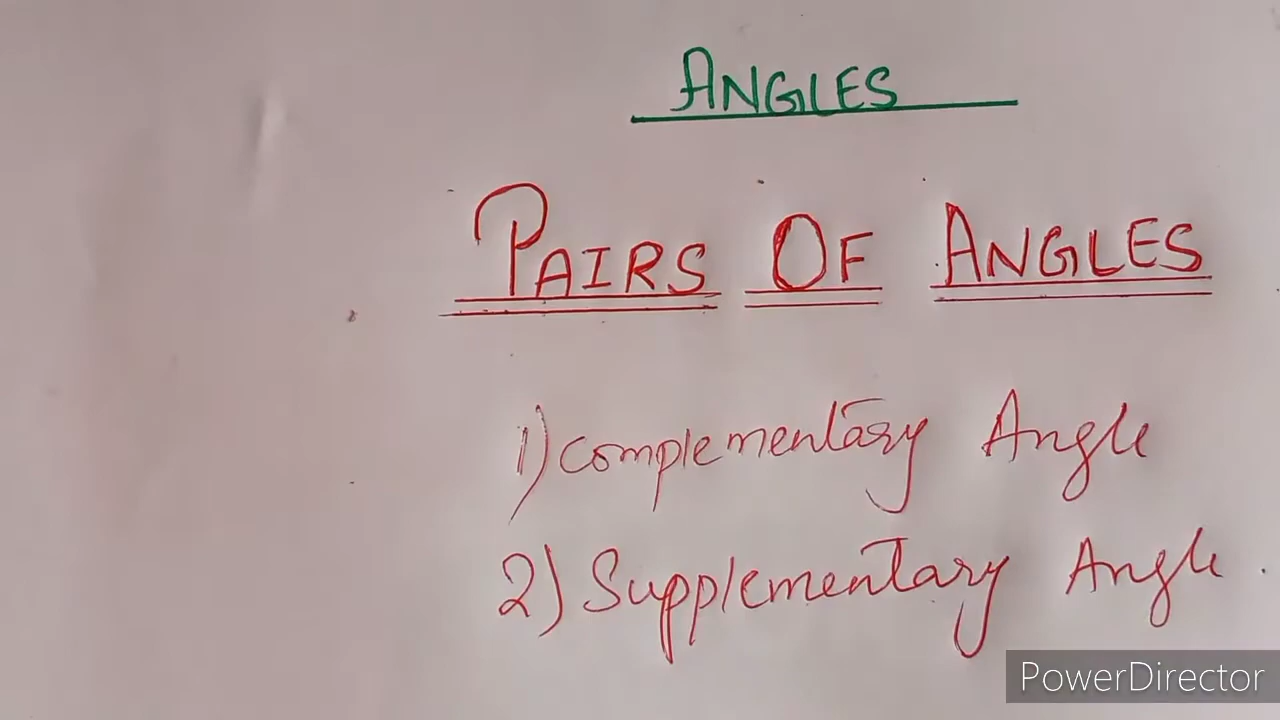 ANGLES
PAIRS OF ANGLES
1) Complementary Angle
2) Supplementary Angle.
PowerDirector